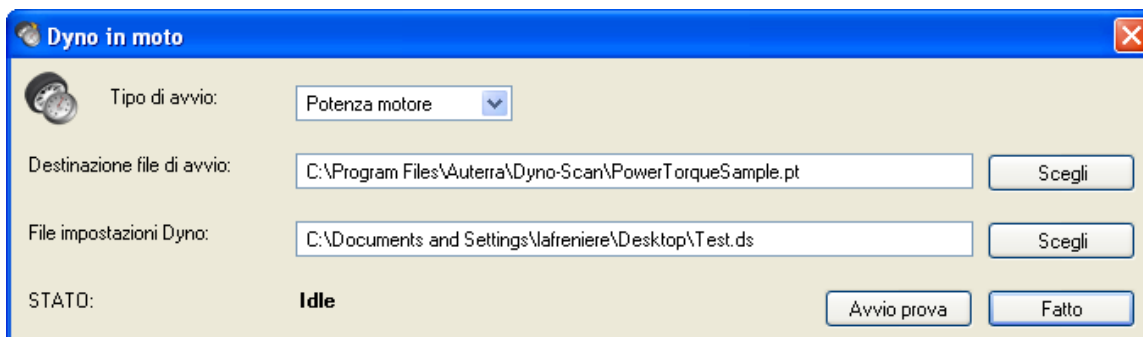 Dyno in moto
Tipo di avvio: Potenza motore
Destinazione file di avvio: C:\Program Files\Auterra\Dyno-Scan\PowerTorqueSample.pt Scegli
File impostazioni Dyno: C:\Documents and Settings\lafreniere\Desktop\Test.ds Scegli
STATO: Idle Avvio prova Fatto